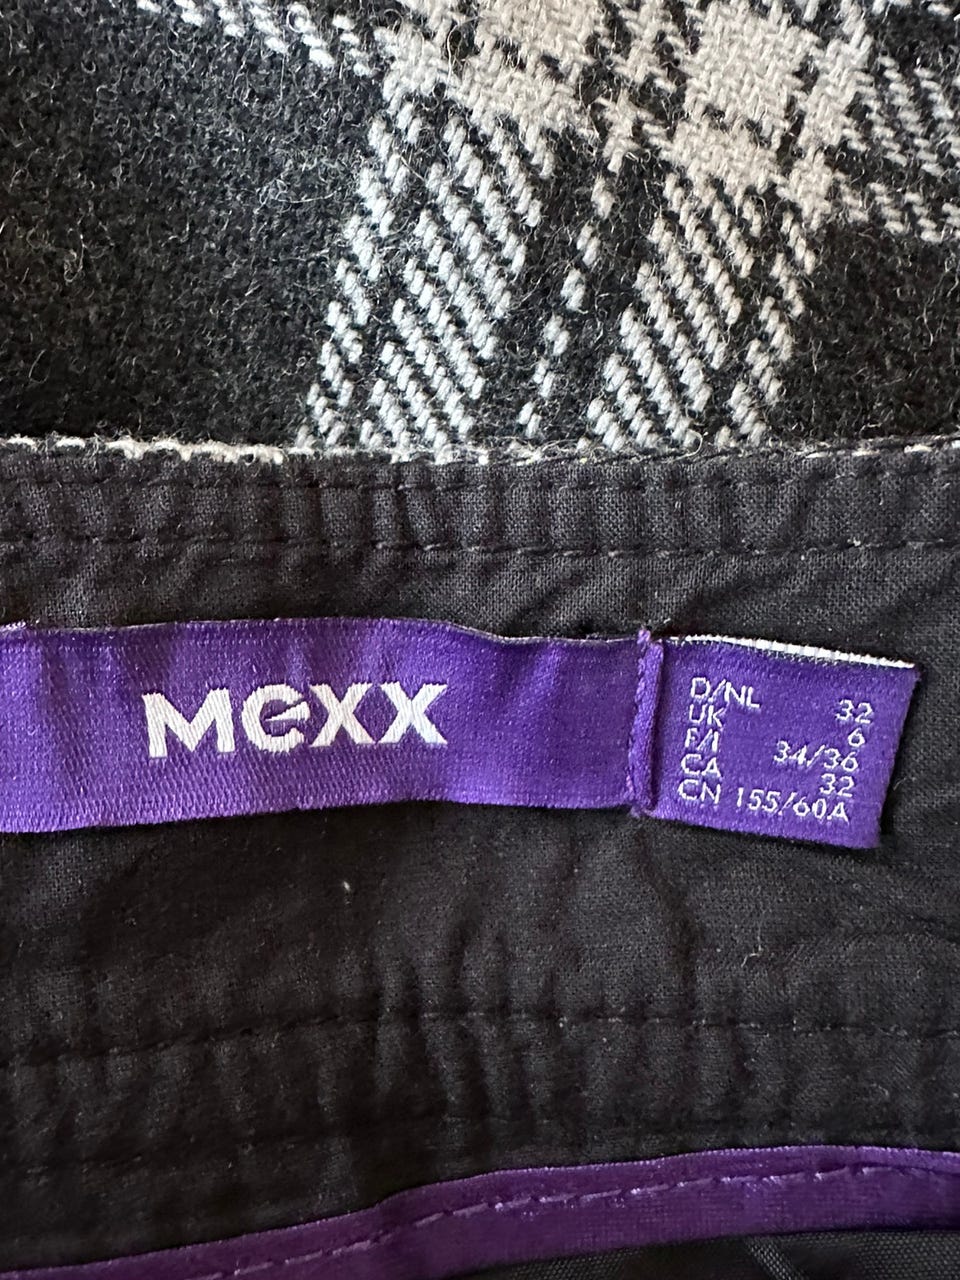 Mexx
D/NL 32
UK 6
F/I 34/36
CA 32
CN 155/60A